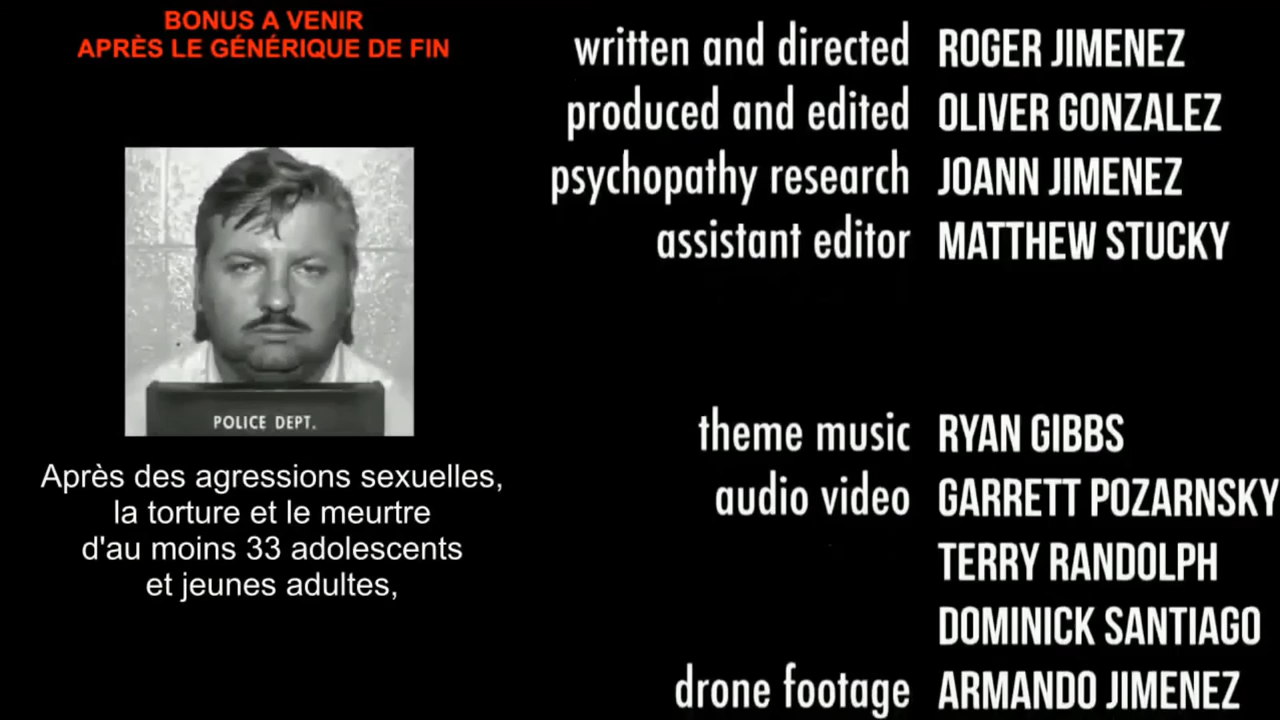 BONUS A VENIR
APRÈS LE GÉNÉRIQUE DE FIN
POLICE DEPT.
Après des agressions sexuelles,
la torture et le meurtre
d'au moins 33 adolescents
et jeunes adultes,
written and directed ROGER JIMENEZ
produced and edited OLIVER GONZALEZ
psychopathy research JOANN JIMENEZ
assistant editor MATTHEW STUCKY
theme music RYAN GIBBS
audio video GARRETT POZARNSKY
TERRY RANDOLPH
DOMINICK SANTIAGO
drone footage ARMANDO JIMENEZ